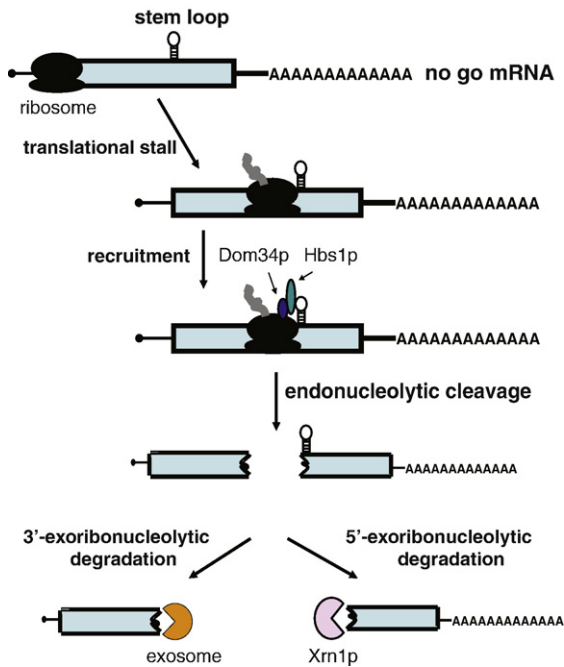 stem loop
AAAAAAAAAAAAA no go mRNA
ribosome
translational stall
AAAAAAAAAAAAA
recruitment
Dom34p Hbs1p
AAAAAAAAAAAAA
endonucleolytic cleavage
AAAAAAAAAAAAA
3'-exoribonucleolytic
degradation
5'-exoribonucleolytic
degradation
AAAAAAAAAAAAA
exosome
Xrn1p